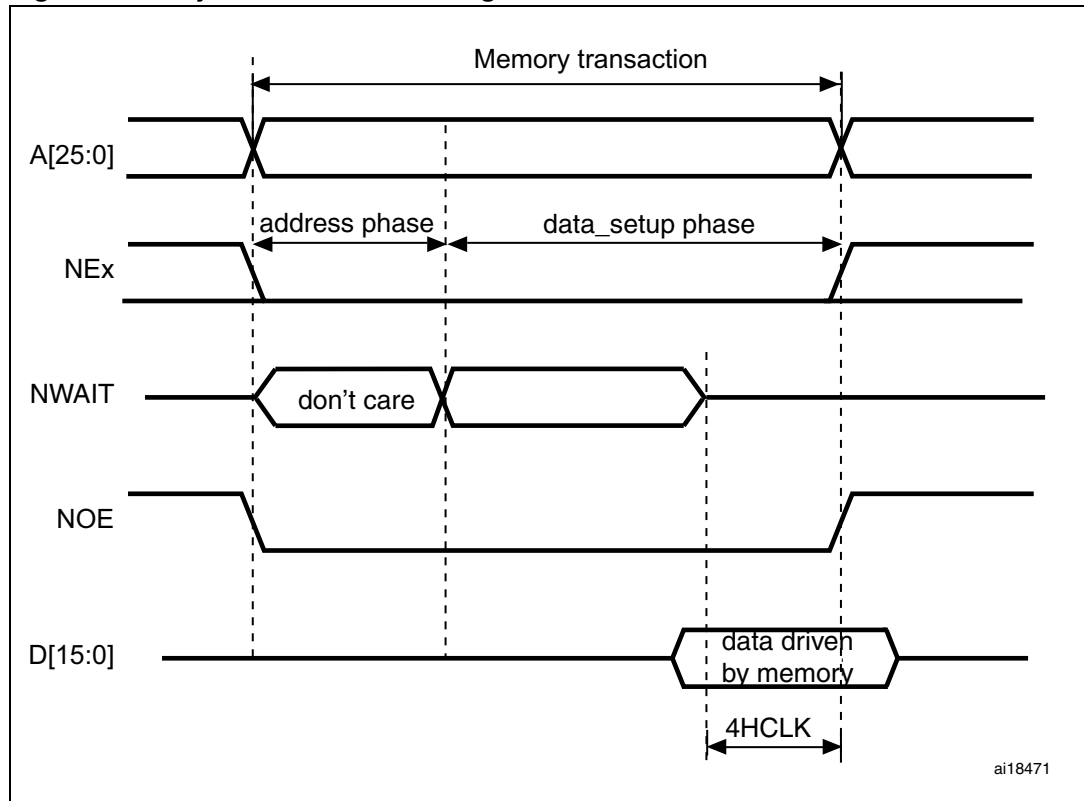 Memory transaction
A[25:0]
address phase
data_setup phase
NEx
NWAIT
don't care
NOE
D[15:0]
data driven
by memory
4HCLK
ai18471